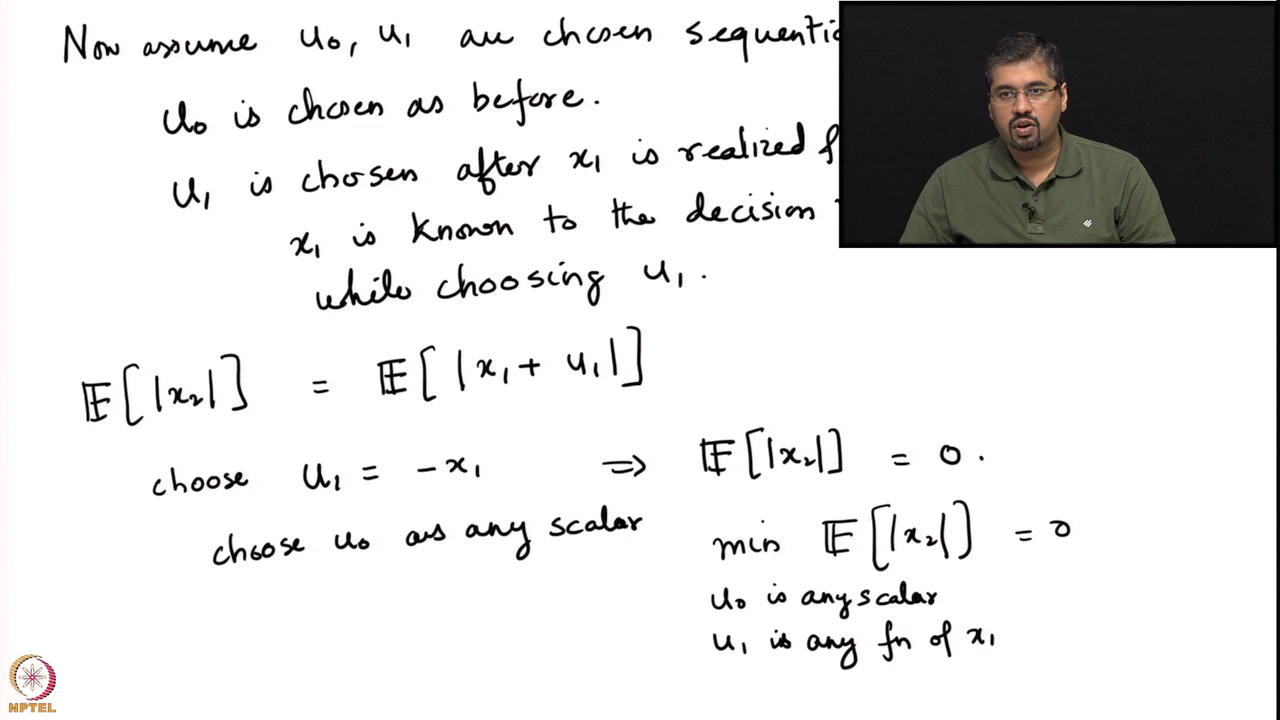 Now assume u₀, u₁ are chosen
u₀ is chosen as before.
u₁ is chosen after x₁ is realized
x₁ is known to the decision
while choosing u₁.
𝔼[|x₂|] = 𝔼[|x₁ + u₁|]
choose u₁ = -x₁ ⇒ 𝔼[|x₂|] = 0.
choose u₀ as any scalar
min 𝔼[|x₂|] = 0
u₀ is any scalar
u₁ is any fn of x₁
NPTEL